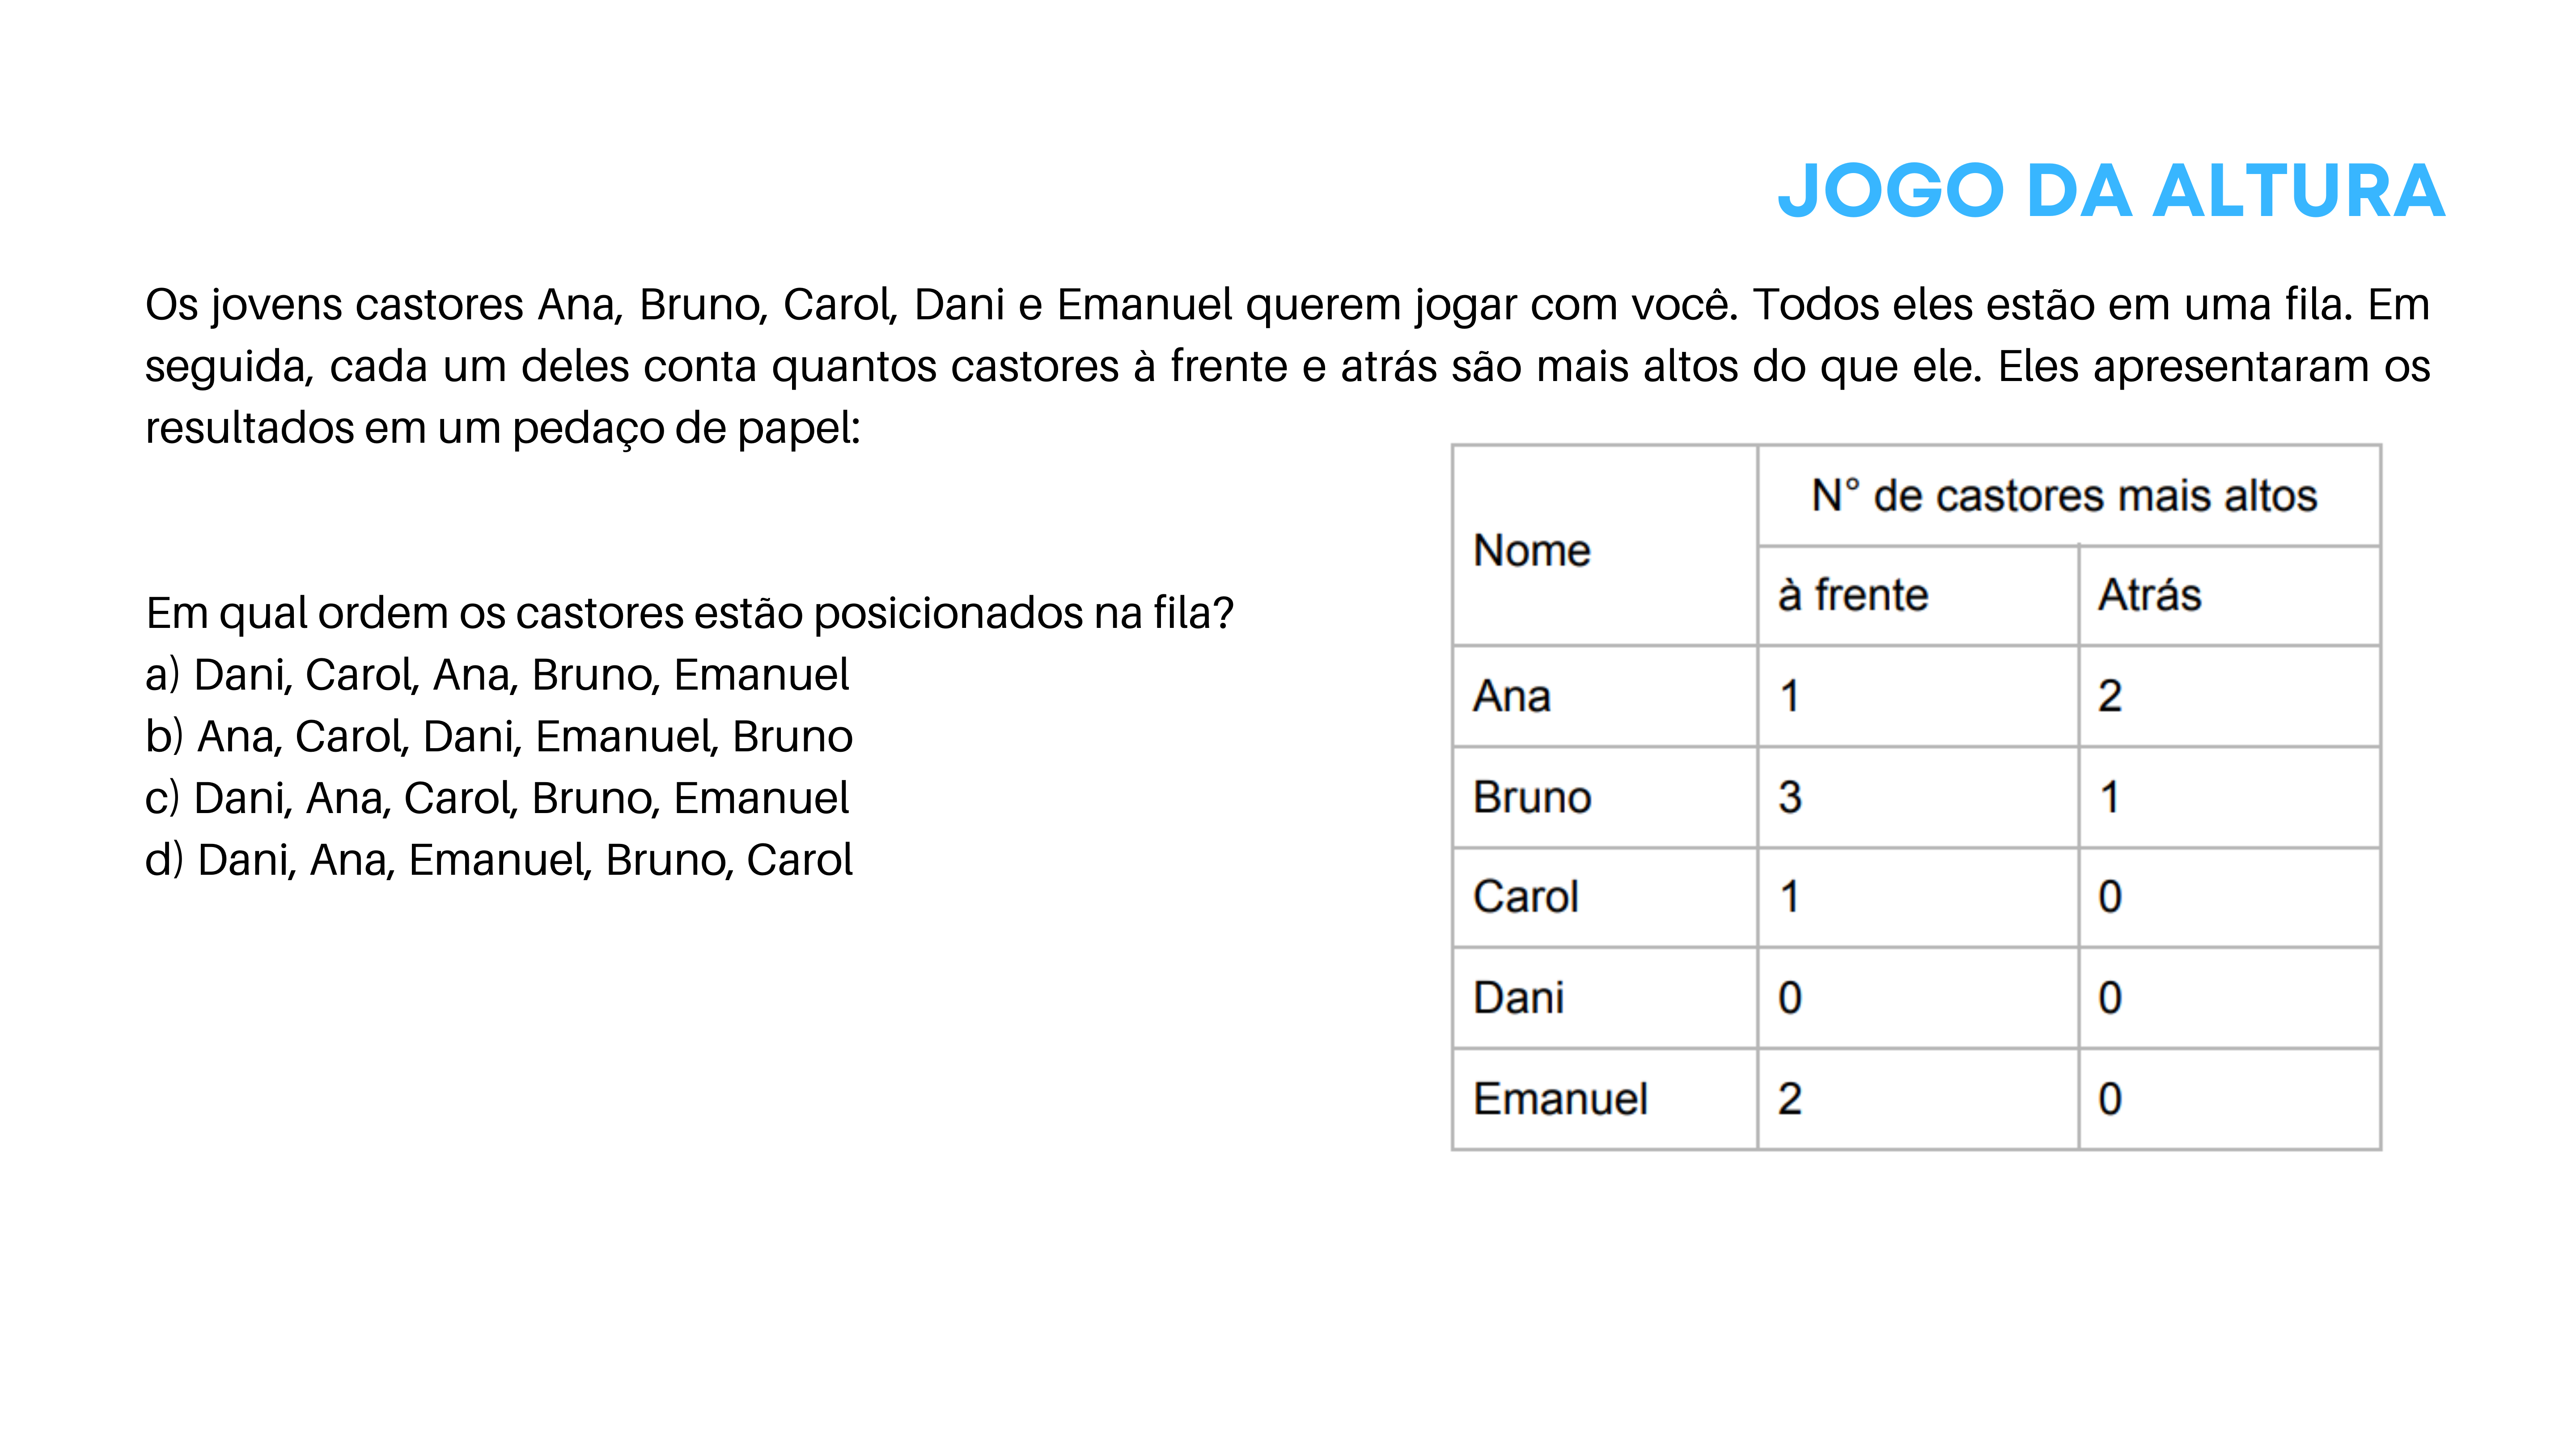 JOGO DA ALTURA
Os jovens castores Ana, Bruno, Carol, Dani e Emanuel querem jogar com você. Todos eles estão em uma fila. Em
seguida, cada um deles conta quantos castores à frente e atrás são mais altos do que ele. Eles apresentaram os
resultados em um pedaço de papel:
Em qual ordem os castores estão posicionados na fila?
a) Dani, Carol, Ana, Bruno, Emanuel
b) Ana, Carol, Dani, Emanuel, Bruno
c) Dani, Ana, Carol, Bruno, Emanuel
d) Dani, Ana, Emanuel, Bruno, Carol
Nome
N° de castores mais altos
à frente Atrás
Ana 1 2
Bruno 3 1
Carol 1 0
Dani 0 0
Emanuel 2 0